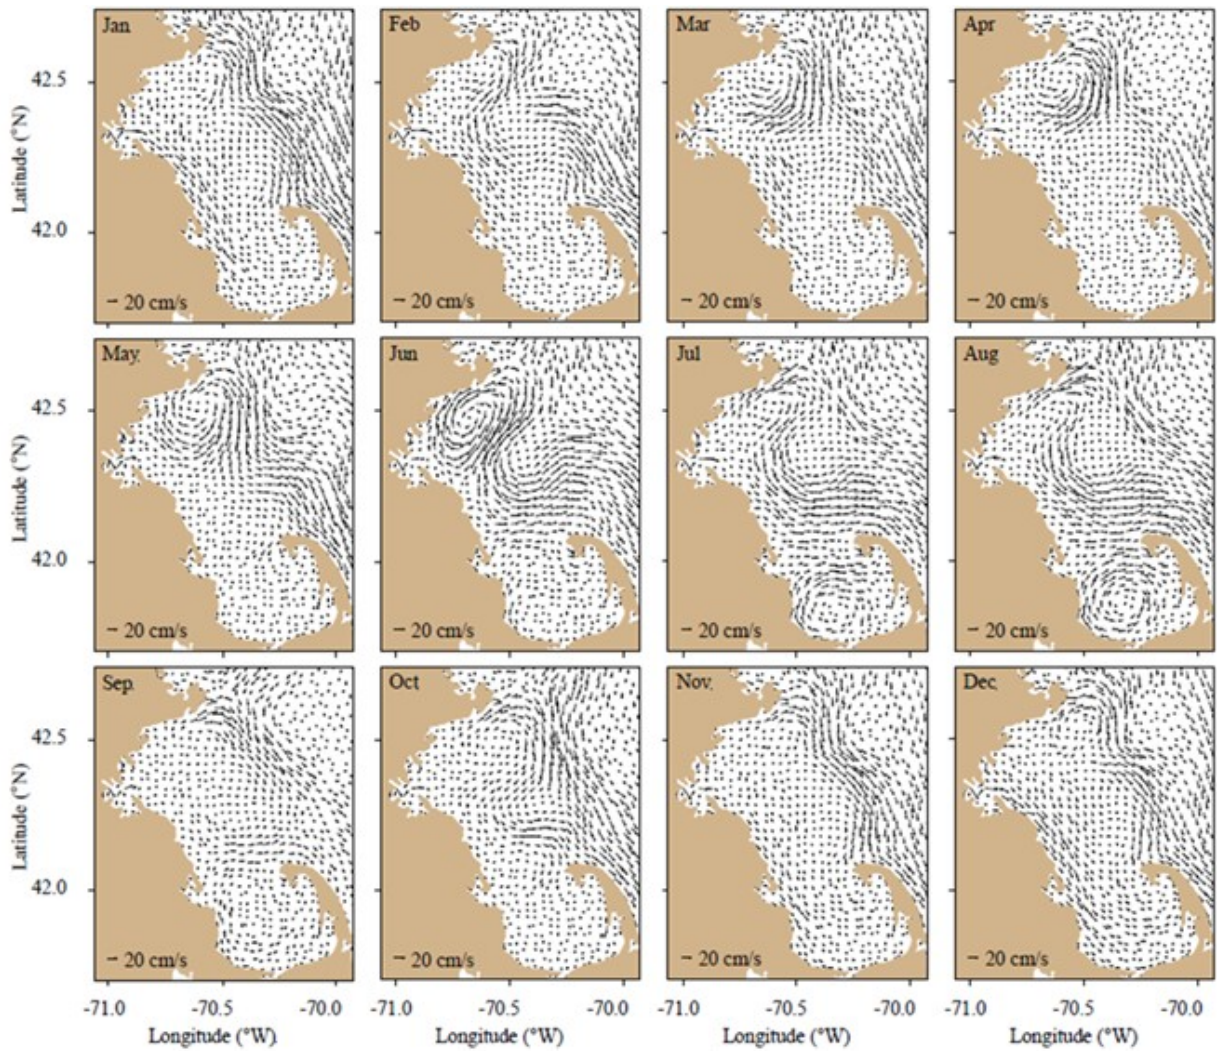 Jan
Feb
Mar
Apr
42.5
Latitude (°N)
42.0
− 20 cm/s
− 20 cm/s
− 20 cm/s
− 20 cm/s
May
Jun
Jul
Aug
42.5
Latitude (°N)
42.0
− 20 cm/s
− 20 cm/s
− 20 cm/s
− 20 cm/s
Sep
Oct
Nov
Dec
42.5
Latitude (°N)
42.0
− 20 cm/s
− 20 cm/s
− 20 cm/s
− 20 cm/s
-71.0 -70.5 -70.0 -71.0 -70.5 -70.0 -71.0 -70.5 -70.0 -71.0 -70.5 -70.0
Longitude (°W) Longitude (°W) Longitude (°W) Longitude (°W)